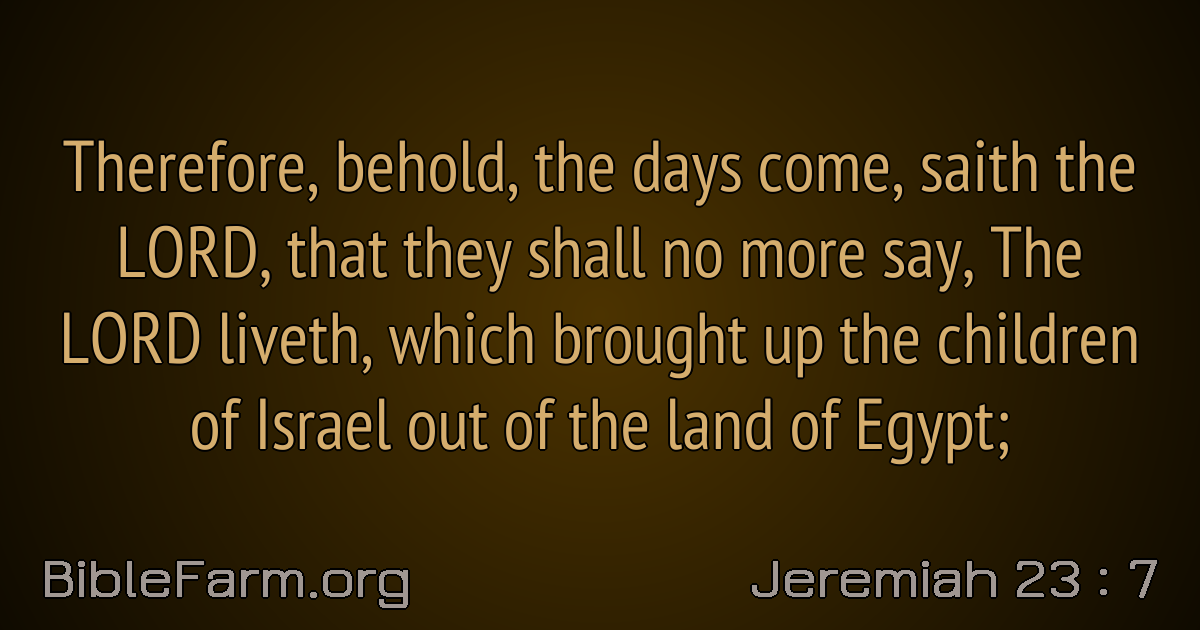 Therefore, behold, the days come, saith the
LORD, that they shall no more say, The
LORD liveth, which brought up the children
of Israel out of the land of Egypt;
BibleFarm.org
Jeremiah 23 : 7